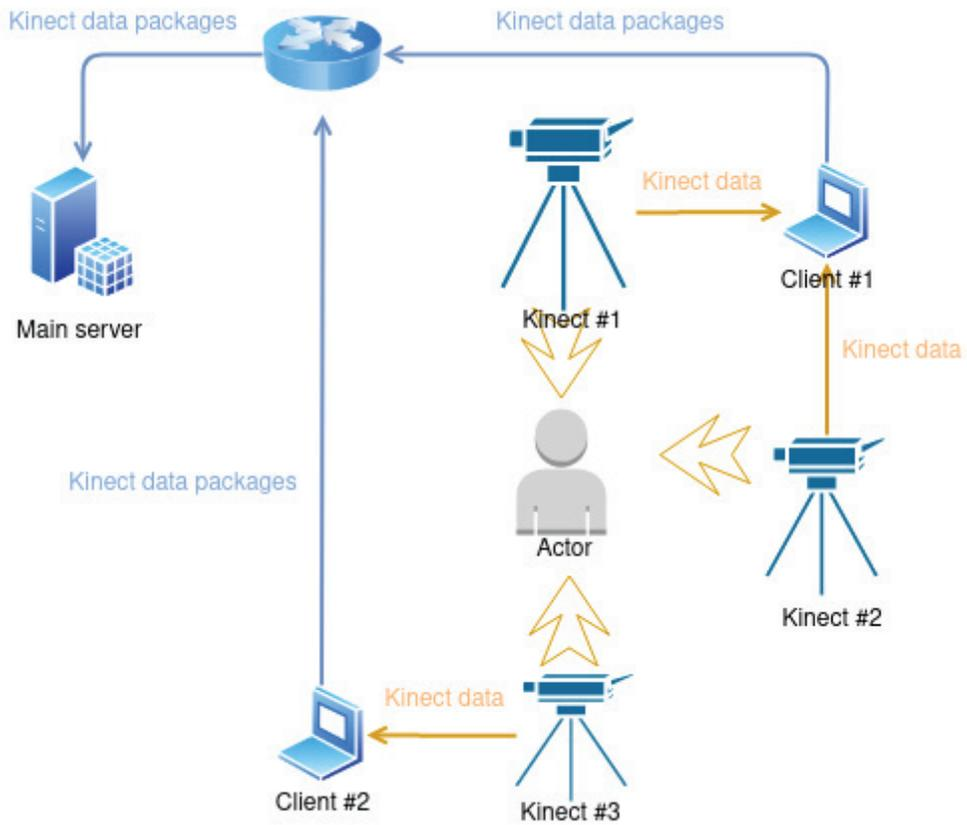 Kinect data packages
Kinect data packages
Kinect data
Client #1
Main server
Kinect #1
Kinect data
Kinect data packages
Actor
Kinect #2
Kinect data
Client #2
Kinect #3